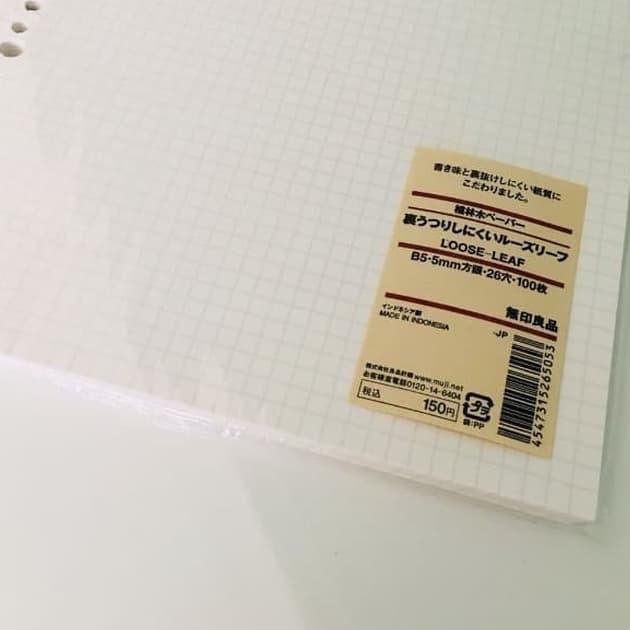 書き味と裏抜けしにくい紙質に
こだわりました。
植林木ペーパー
裏うつりしにくいルーズリーフ
LOOSE-LEAF
B5・5mm方眼・26穴・100枚
無印良品
インドネシア製
MADE IN INDONESIA
-JP
株式会社良品計画 www.muji.net
お客様室電話0120-14-6404
税込 150円
プラ
袋:PP
4547315265053